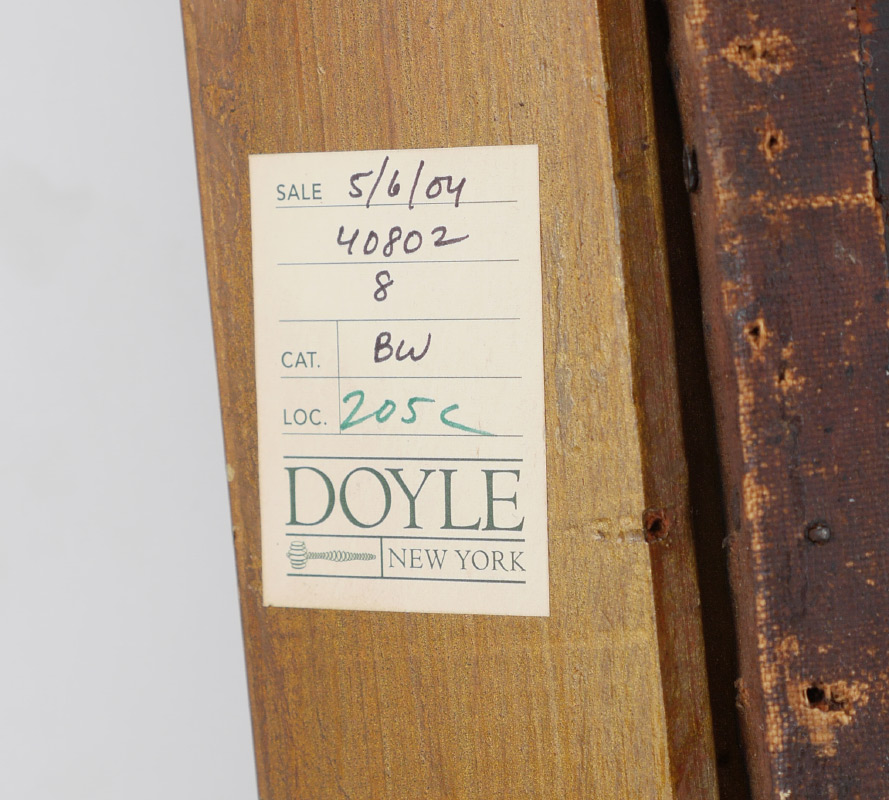 SALE 5/6/04
40802
8
CAT. BW
LOC. 205C
DOYLE
NEW YORK